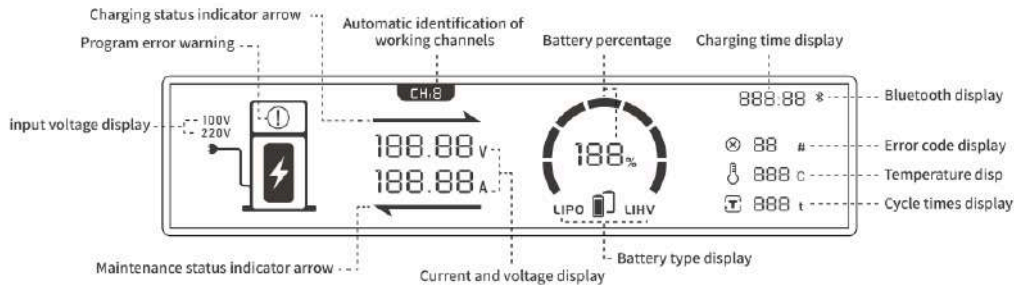 Charging status indicator arrow
Automatic identification of
working channels
Battery percentage
Charging time display
Program error warning
CH:8
888:88
Bluetooth display
input voltage display
100V
220V
188.88 V
188%
88 #
Error code display
188.88 A
888 C
Temperature disp
LIPO
LIHV
T 888 t
Cycle times display
Maintenance status indicator arrow
Current and voltage display
Battery type display